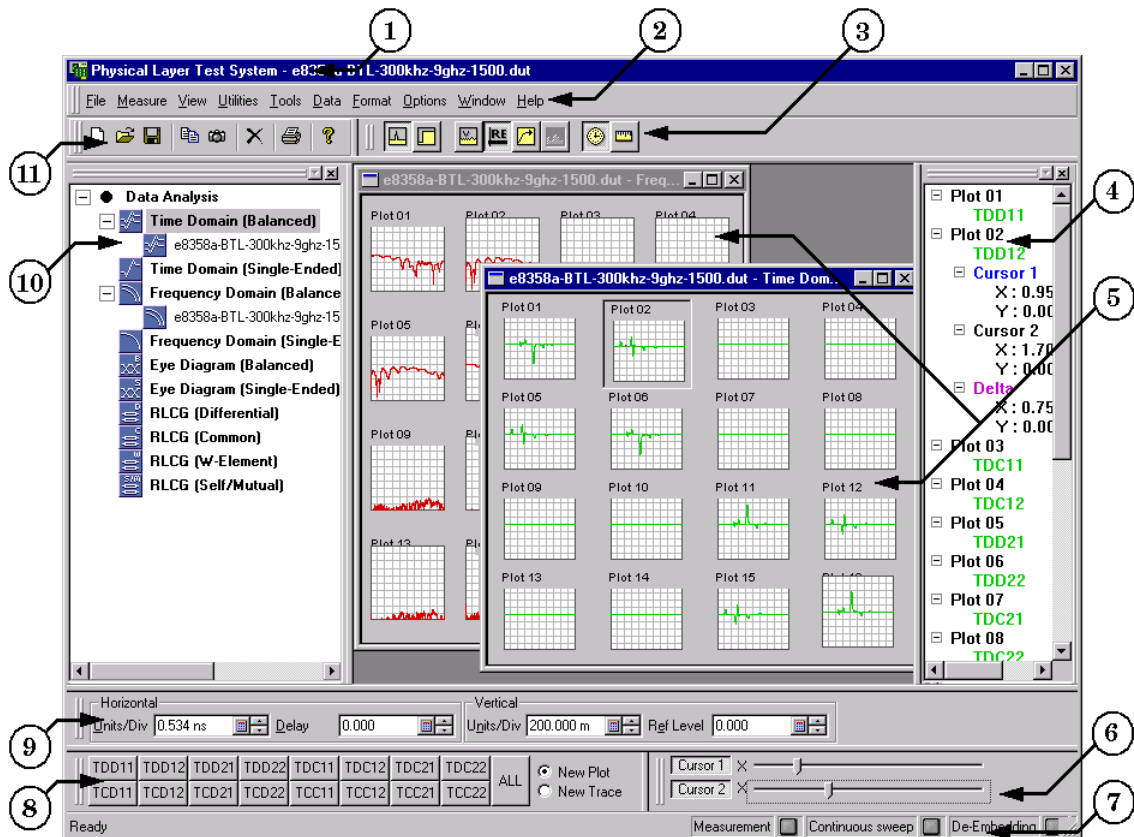 1
2
3
Physical Layer Test System - e8358a-BTL-300khz-9ghz-1500.dut
File Measure View Utilities Tools Data Format Options Window Help
RE
11
Data Analysis
Time Domain (Balanced)
e8358a-BTL-300khz-9ghz-15
Time Domain (Single-Ended)
Frequency Domain (Balance
e8358a-BTL-300khz-9ghz-15
Frequency Domain (Single-E
Eye Diagram (Balanced)
Eye Diagram (Single-Ended)
RLCG (Differential)
RLCG (Common)
RLCG (W-Element)
RLCG (Self/Mutual)
10
e8358a-BTL-300khz-9ghz-1500.dut - Freq...
Plot 01 Plot 02 Plot 03 Plot 04
Plot 05
Plot 09
Plot 13
e8358a-BTL-300khz-9ghz-1500.dut - Time Dom...
Plot 01 Plot 02 Plot 03 Plot 04
Plot 05 Plot 06 Plot 07 Plot 08
Plot 09 Plot 10 Plot 11 Plot 12
Plot 13 Plot 14 Plot 15
Plot 01
TDD11
Plot 02
TDD12
Cursor 1
X : 0.95
Y : 0.00
Cursor 2
X : 1.70
Y : 0.00
Delta
X : 0.75
Y : 0.00
Plot 03
TDC11
Plot 04
TDC12
Plot 05
TDD21
Plot 06
TDD22
Plot 07
TDC21
Plot 08
TDC22
4
5
Horizontal
Units/Div 0.534 ns Delay 0.000
Vertical
Units/Div 200.000 m Ref Level 0.000
9
TDD11 TDD12 TDD21 TDD22 TDC11 TDC12 TDC21 TDC22
TCD11 TCD12 TCD21 TCD22 TCC11 TCC12 TCC21 TCC22
ALL
New Plot
New Trace
8
Cursor 1 X
Cursor 2 X
6
Ready
Measurement Continuous sweep De-Embedding
7